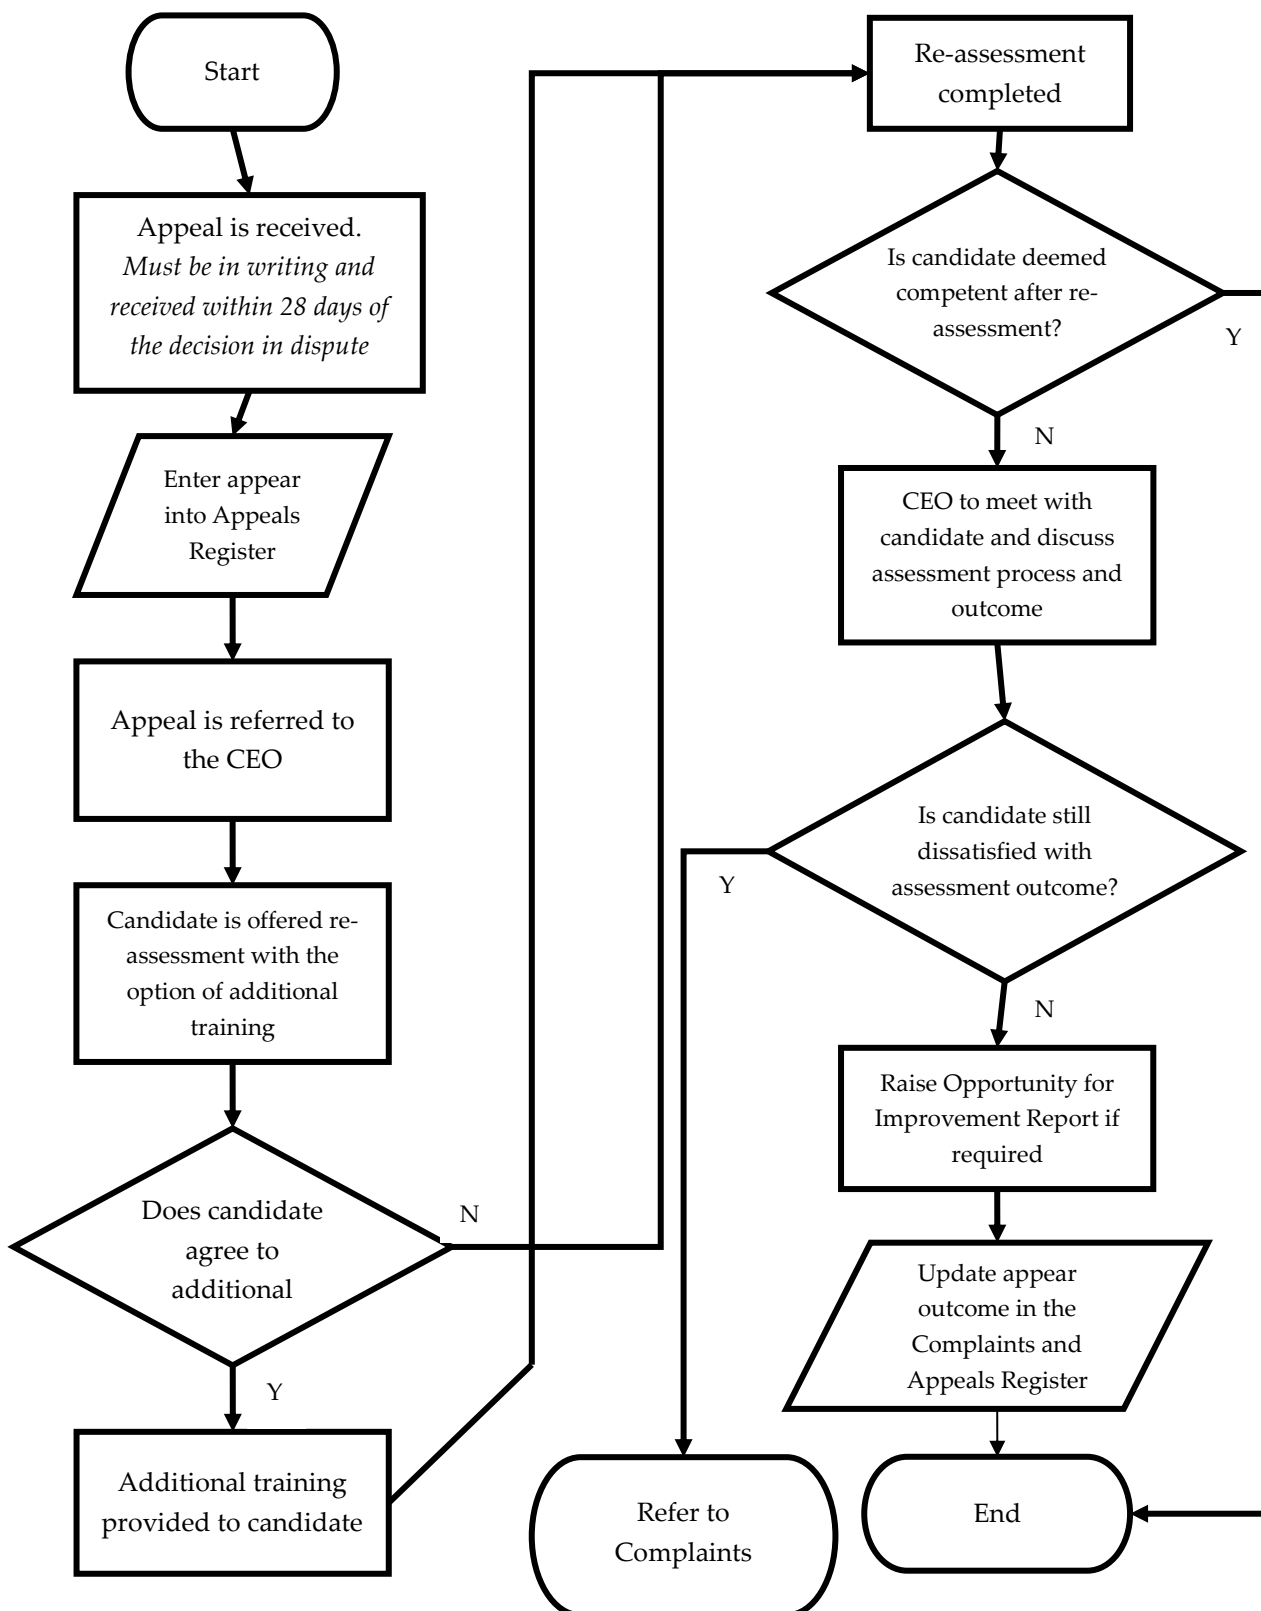 Start
Appeal is received.
Must be in writing and
received within 28 days of
the decision in dispute
Enter appear
into Appeals
Register
Appeal is referred to
the CEO
Candidate is offered re-
assessment with the
option of additional
training
Does candidate
agree to
additional
N
Y
Additional training
provided to candidate
Re-assessment
completed
Is candidate deemed
competent after re-
assessment?
Y
N
CEO to meet with
candidate and discuss
assessment process and
outcome
Is candidate still
dissatisfied with
assessment outcome?
Y
N
Raise Opportunity for
Improvement Report if
required
Update appear
outcome in the
Complaints and
Appeals Register
Refer to
Complaints
End